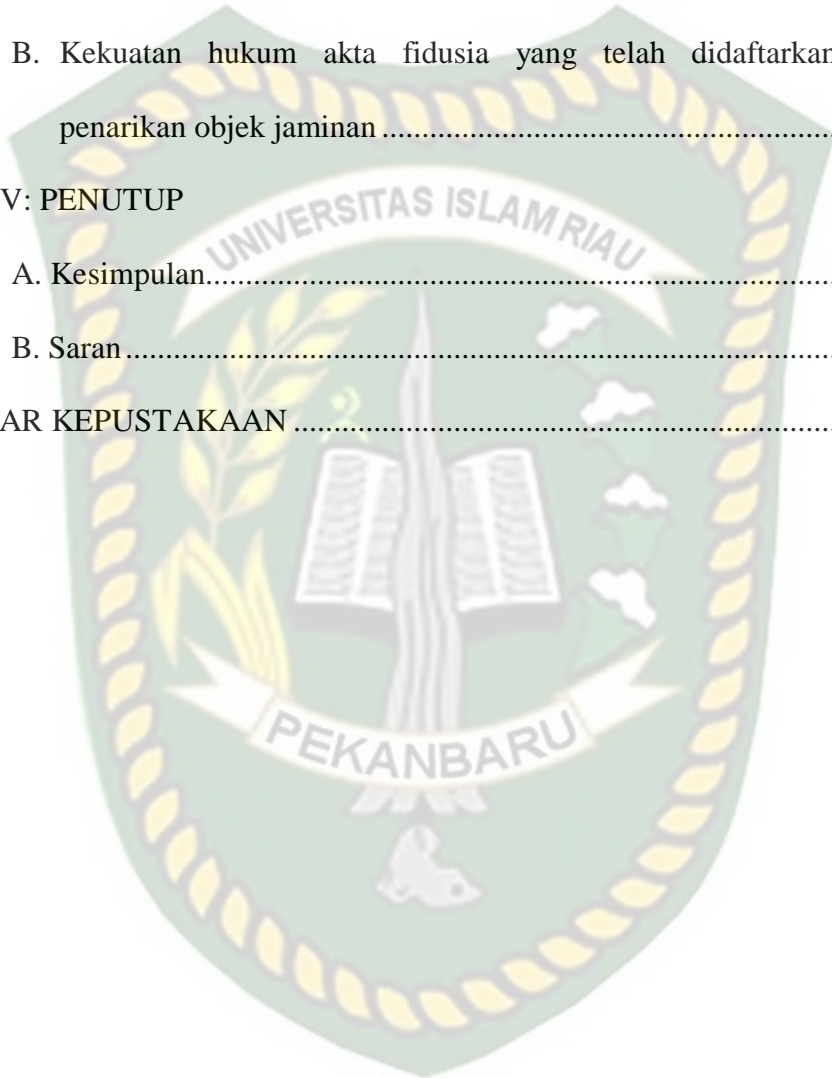 B. Kekuatan hukum akta fidusia yang telah didaftarkan
penarikan objek jaminan ................................................................
V: PENUTUP
UNIVERSITAS ISLAM RIAU
A. Kesimpulan................................................................................
B. Saran..........................................................................................
AR KEPUSTAKAAN ......................................................................
PEKANBARU